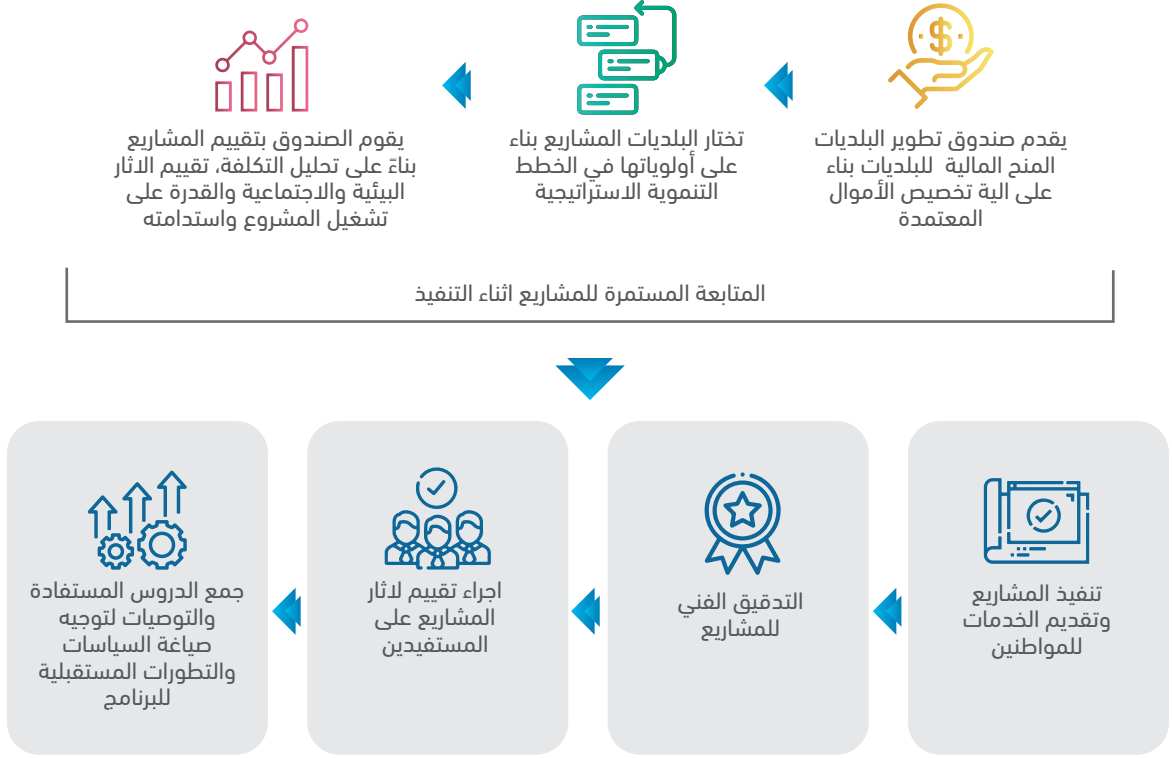 يقدم صندوق تطوير البلديات
المنح المالية للبلديات بناء
على الية تخصيص الأموال
المعتمدة
تختار البلديات المشاريع بناء
على أولوياتها في الخطط
التنموية الاستراتيجية
يقوم الصندوق بتقييم المشاريع
بناءً على تحليل التكلفة، تقييم الاثار
البيئية والاجتماعية والقدرة على
تشغيل المشروع واستدامته
المتابعة المستمرة للمشاريع اثناء التنفيذ
تنفيذ المشاريع
وتقديم الخدمات
للمواطنين
التدقيق الفني
للمشاريع
اجراء تقييم لاثار
المشاريع على
المستفيدين
جمع الدروس المستفادة
والتوصيات لتوجيه
صياغة السياسات
والتطورات المستقبلية
للبرنامج